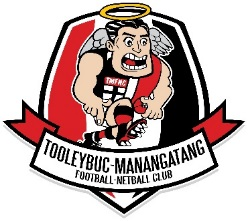 TMFNC
TOOLEYBUC-MANANGATANG
FOOTBALL-NETBALL CLUB